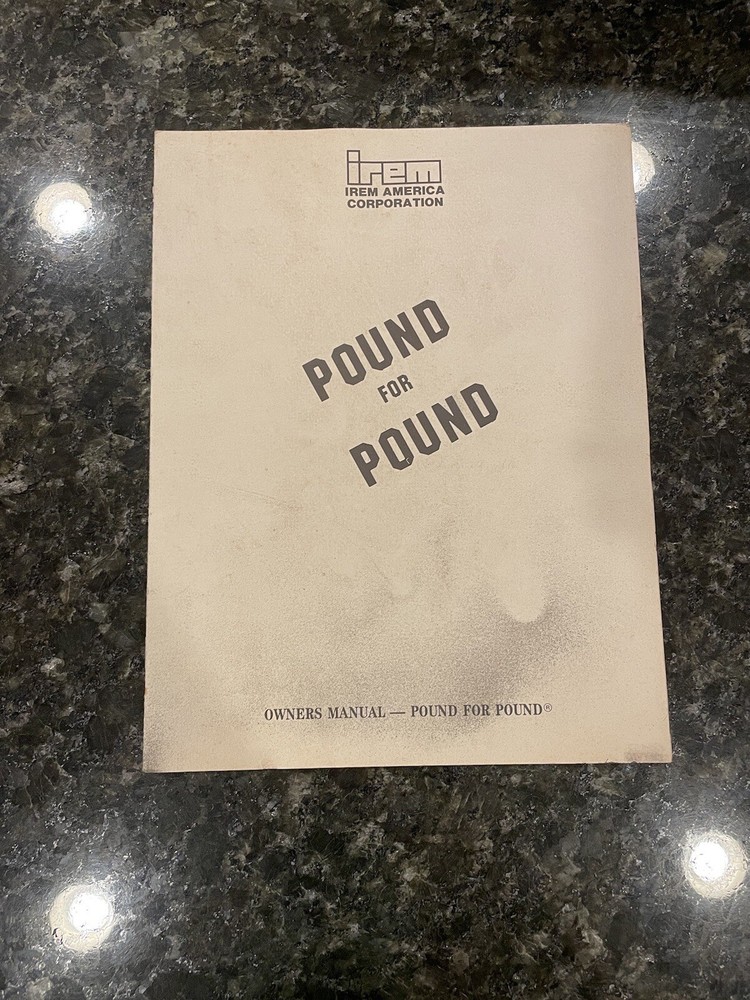 irem
IREM AMERICA
CORPORATION
POUND
FOR
POUND
OWNERS MANUAL — POUND FOR POUND®